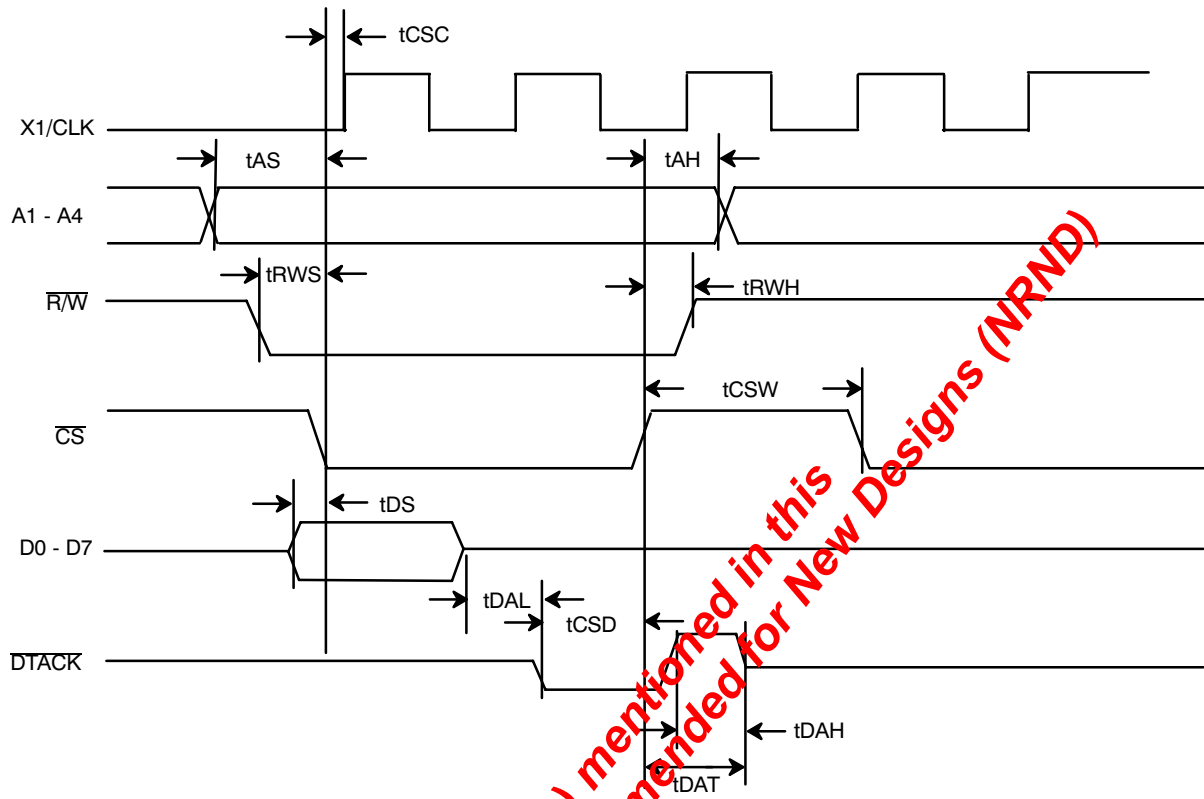 tCSC
X1/CLK
tAS
tAH
A1 - A4
tRWS
tRWH
R/W
tCSW
CS
tDS
D0 - D7
tDAL
tCSD
DTACK
tDAH
tDAT
) mentioned in this
mended for New Designs (NRND)